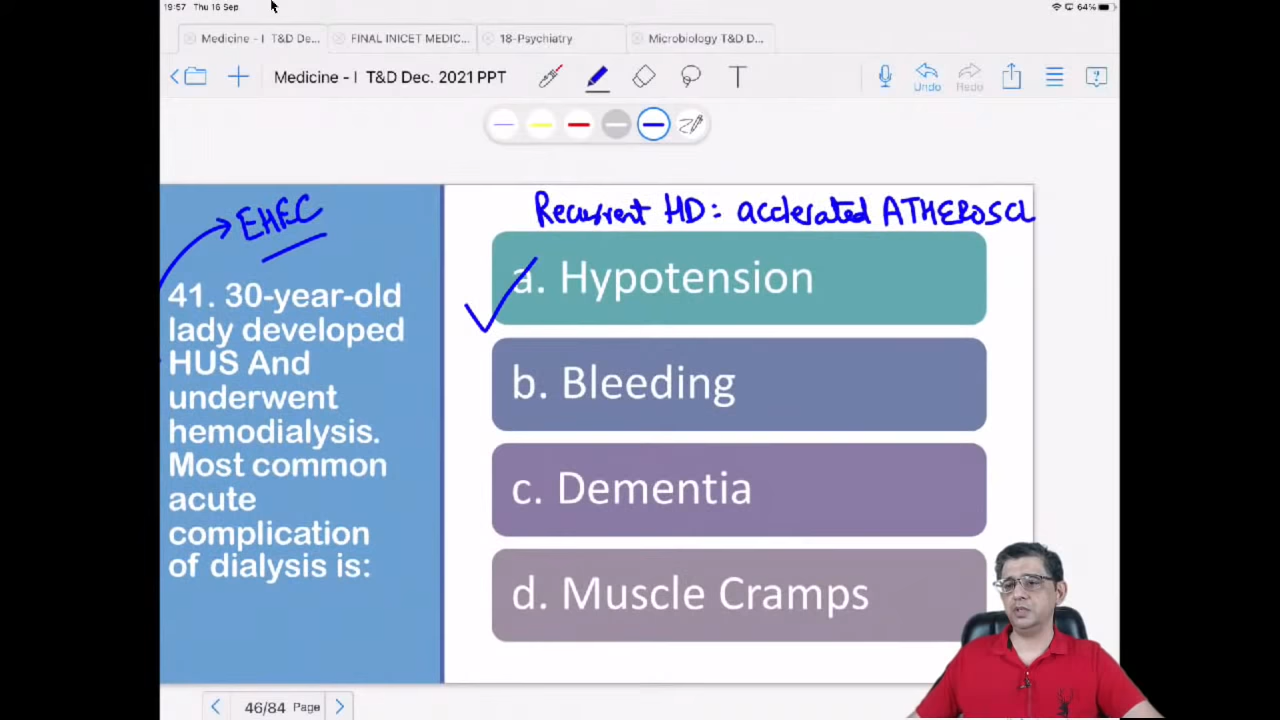 19:57 Thu 16 Sep
64%
Medicine - I T&D De...
FINAL INICET MEDIC...
18-Psychiatry
Microbiology T&D D...
Medicine - I T&D Dec. 2021 PPT
T
Undo
Redo
?
EHEC
Recurrent HD: acclerated ATHEROSCL
41. 30-year-old
lady developed
HUS And
underwent
hemodialysis.
Most common
acute
complication
of dialysis is:
a. Hypotension
b. Bleeding
c. Dementia
d. Muscle Cramps
46/84 Page